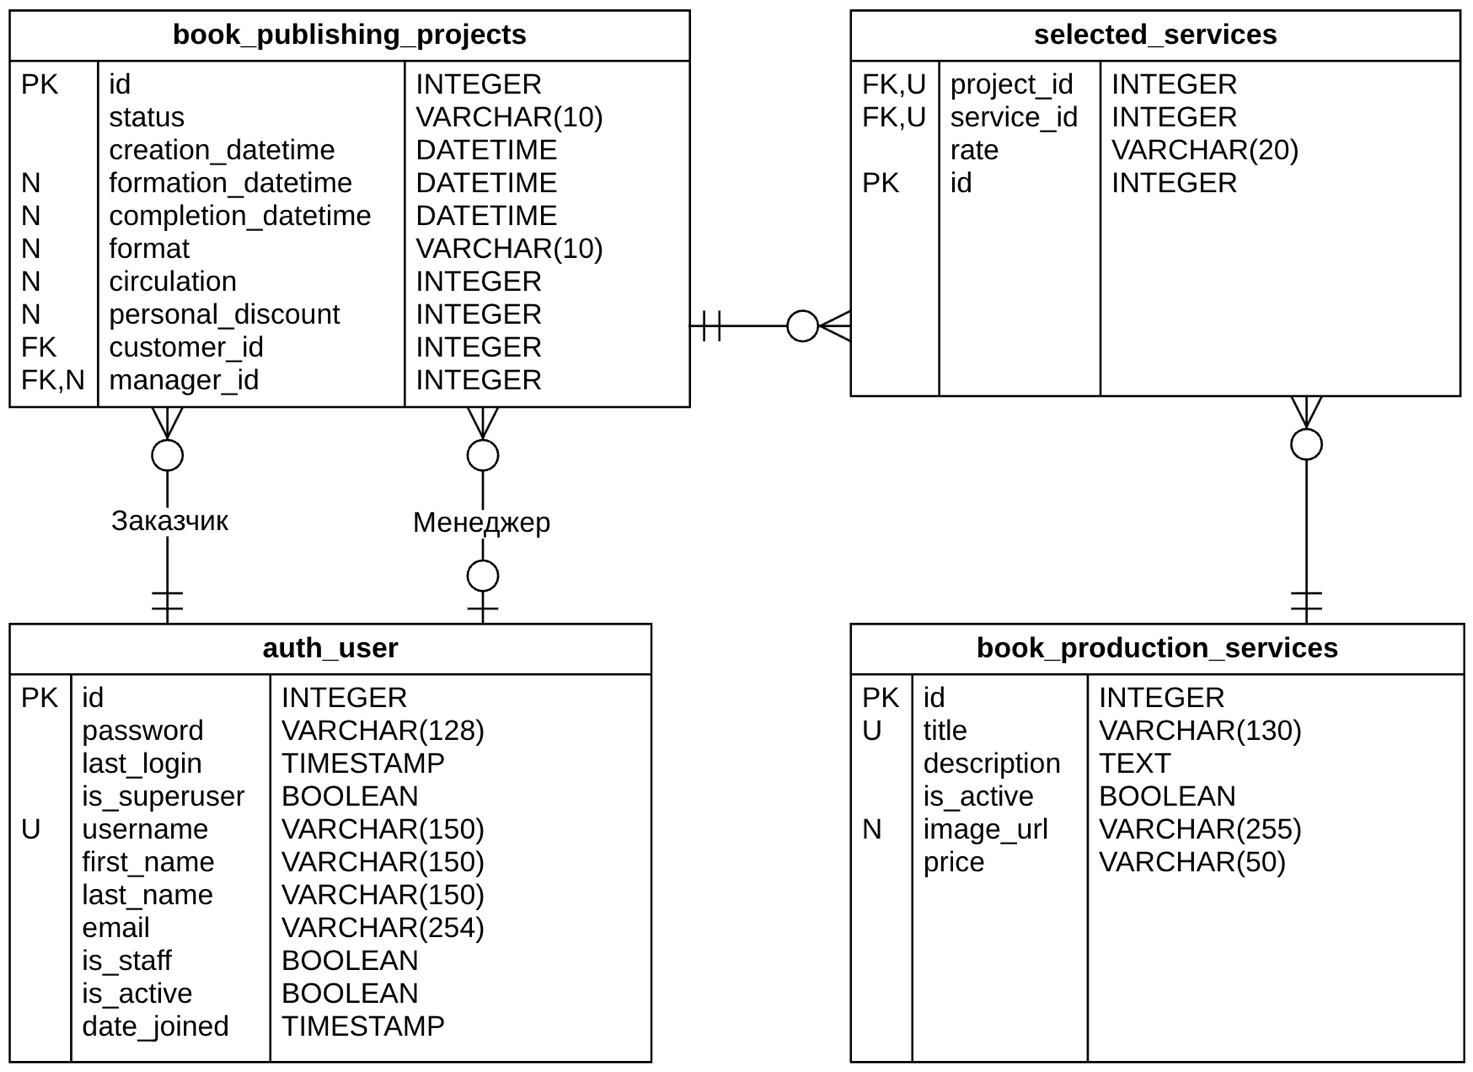 book_publishing_projects
PK id INTEGER
status VARCHAR(10)
creation_datetime DATETIME
N formation_datetime DATETIME
N completion_datetime DATETIME
N format VARCHAR(10)
N circulation INTEGER
N personal_discount INTEGER
FK customer_id INTEGER
FK,N manager_id INTEGER
selected_services
FK,U project_id INTEGER
FK,U service_id INTEGER
rate VARCHAR(20)
PK id INTEGER
Заказчик
Менеджер
auth_user
PK id INTEGER
password VARCHAR(128)
last_login TIMESTAMP
is_superuser BOOLEAN
U username VARCHAR(150)
first_name VARCHAR(150)
last_name VARCHAR(150)
email VARCHAR(254)
is_staff BOOLEAN
is_active BOOLEAN
date_joined TIMESTAMP
book_production_services
PK id INTEGER
U title VARCHAR(130)
description TEXT
is_active BOOLEAN
N image_url VARCHAR(255)
price VARCHAR(50)